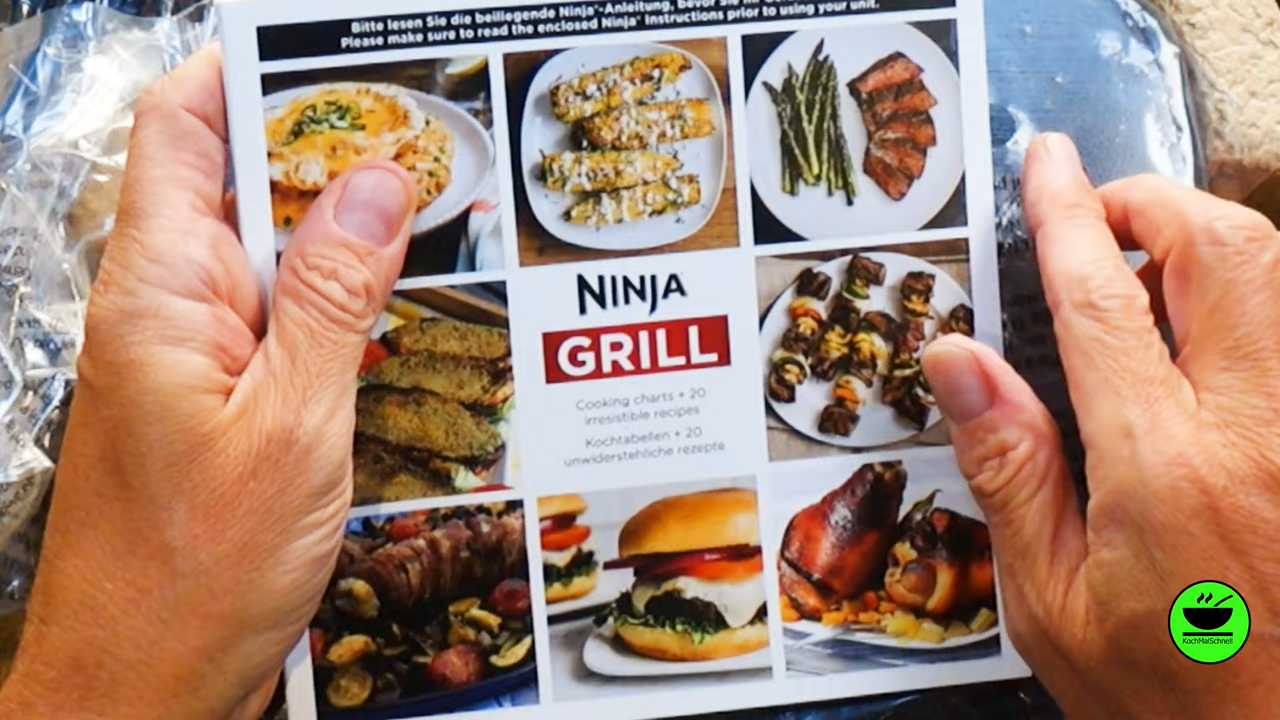 Bitte lesen Sie die beiliegende Ninja®-Anleitung, bevor Sie Ihr
Please make sure to read the enclosed Ninja® Instructions prior to using your unit.
NINJA
GRILL
Cooking charts + 20
irresistible recipes
Kochtabellen + 20
unwiderstehliche rezepte
KochMalSchnell